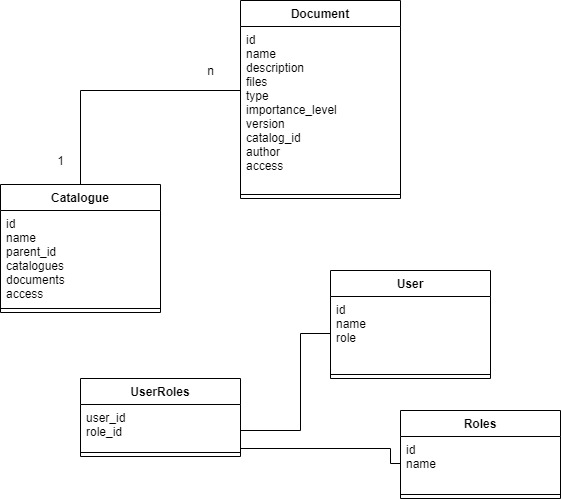 Document
id
name
description
files
type
importance_level
version
catalog_id
author
access
n
1
Catalogue
id
name
parent_id
catalogues
documents
access
User
id
name
role
UserRoles
user_id
role_id
Roles
id
name